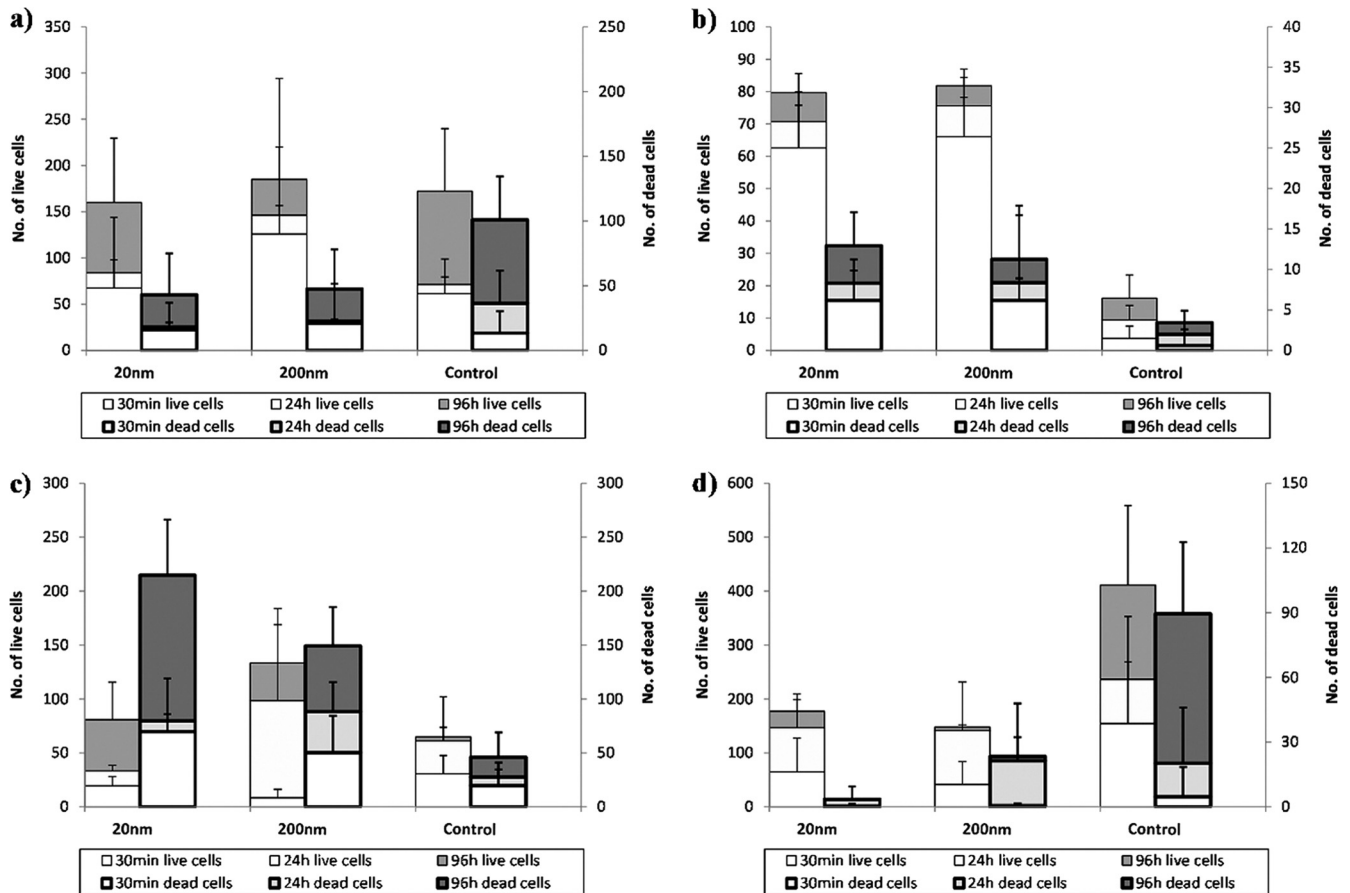 a)
No. of live cells
350
300
250
200
150
100
50
0
250
200
150
100
50
0
No. of dead cells
20nm 200nm Control
30min live cells 24h live cells 96h live cells
30min dead cells 24h dead cells 96h dead cells
b)
No. of live cells
100
90
80
70
60
50
40
30
20
10
0
40
35
30
25
20
15
10
5
0
No. of dead cells
20nm 200nm Control
30min live cells 24h live cells 96h live cells
30min dead cells 24h dead cells 96h dead cells
c)
No. of live cells
300
250
200
150
100
50
0
300
250
200
150
100
50
0
No. of dead cells
20nm 200nm Control
30min live cells 24h live cells 96h live cells
30min dead cells 24h dead cells 96h dead cells
d)
No. of live cells
600
500
400
300
200
100
0
150
120
90
60
30
0
No. of dead cells
20nm 200nm Control
30min live cells 24h live cells 96h live cells
30min dead cells 24h dead cells 96h dead cells